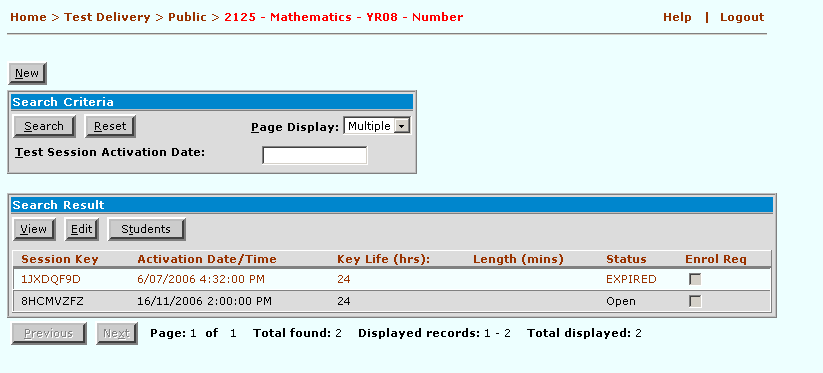 Home > Test Delivery > Public > 2125 - Mathematics - YR08 - Number Help | Logout
New
Search Criteria
Search Reset Page Display: Multiple
Test Session Activation Date:
Search Result
View Edit Students
Session Key Activation Date/Time Key Life (hrs): Length (mins) Status Enrol Req
1JXDQF9D 6/07/2006 4:32:00 PM 24 EXPIRED
8HCMVZFZ 16/11/2006 2:00:00 PM 24 Open
Previous Next Page: 1 of 1 Total found: 2 Displayed records: 1 - 2 Total displayed: 2